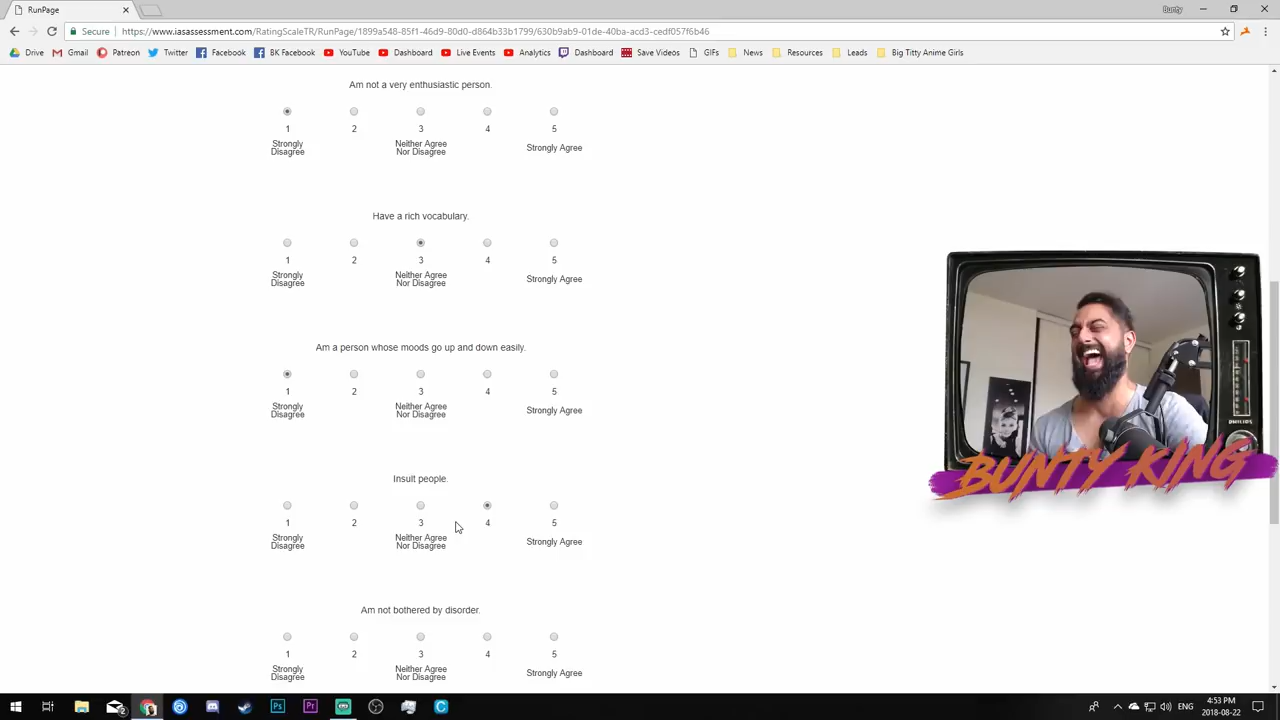 RunPage
Bunty
Secure
https://www.iasassessment.com/RatingScaleTR/RunPage/1899a548-85f1-46d9-80d0-d864b33b1799/630b9ab9-01de-40ba-acd3-cedf057f6b46
Drive Gmail Patreon Twitter Facebook BK Facebook YouTube Dashboard Live Events Analytics Dashboard Save Videos GIFs News Resources Leads Big Titty Anime Girls
Am not a very enthusiastic person.
1 2 3 4 5
Strongly Disagree
Neither Agree Nor Disagree
Strongly Agree
Have a rich vocabulary.
1 2 3 4 5
Strongly Disagree
Neither Agree Nor Disagree
Strongly Agree
Am a person whose moods go up and down easily.
1 2 3 4 5
Strongly Disagree
Neither Agree Nor Disagree
Strongly Agree
Insult people.
1 2 3 4 5
Strongly Disagree
Neither Agree Nor Disagree
Strongly Agree
Am not bothered by disorder.
1 2 3 4 5
Strongly Disagree
Neither Agree Nor Disagree
Strongly Agree
PHILIPS
BUNTY KING
ENG
4:53 PM
2018-08-22